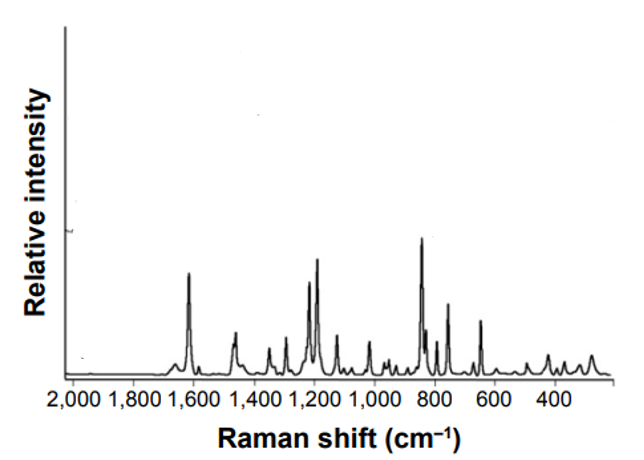 Relative intensity
2,000 1,800 1,600 1,400 1,200 1,000 800 600 400
Raman shift (cm⁻¹)